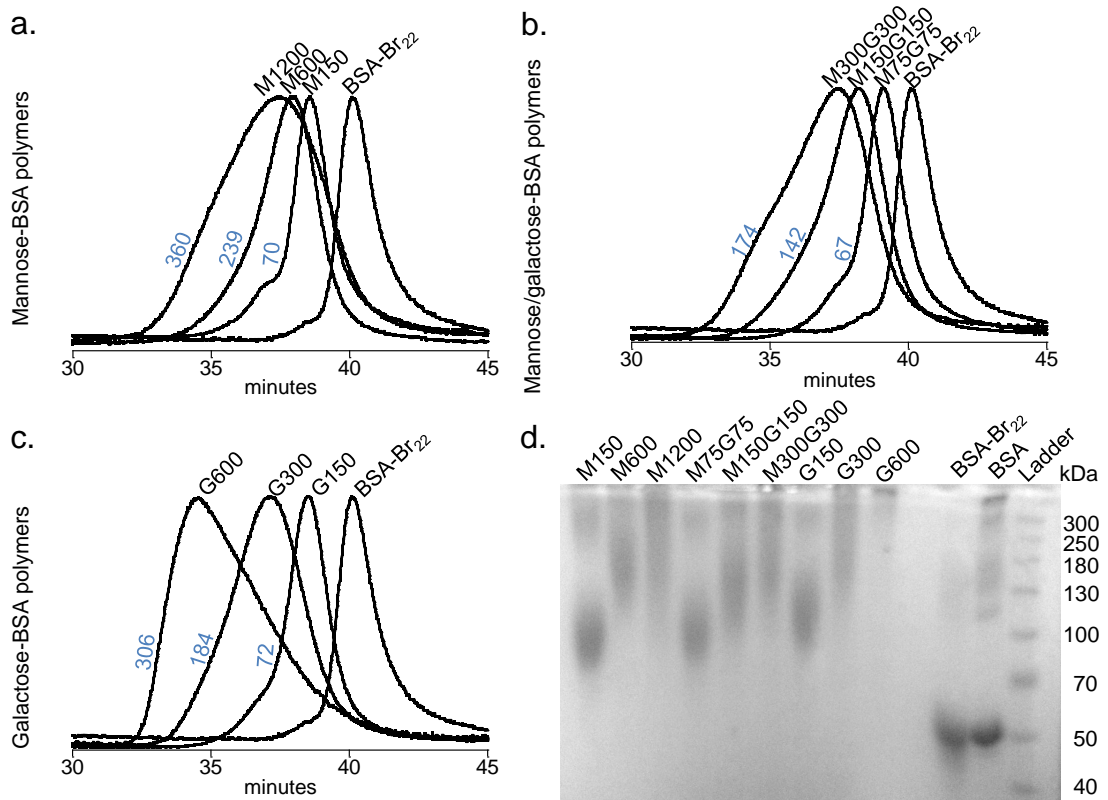 a.
Mannose-BSA polymers
M1200
M600
M150
BSA-Br22
360
239
70
30 35 40 45
minutes
b.
Mannose/galactose-BSA polymers
M300G300
M150G150
M75G75
BSA-Br22
174
142
67
30 35 40 45
minutes
c.
Galactose-BSA polymers
G600
G300
G150
BSA-Br22
306
184
72
30 35 40 45
minutes
d.
M150
M600
M1200
M75G75
M150G150
M300G300
G150
G300
G600
BSA-Br22
BSA
Ladder
kDa
300
250
180
130
100
70
50
40